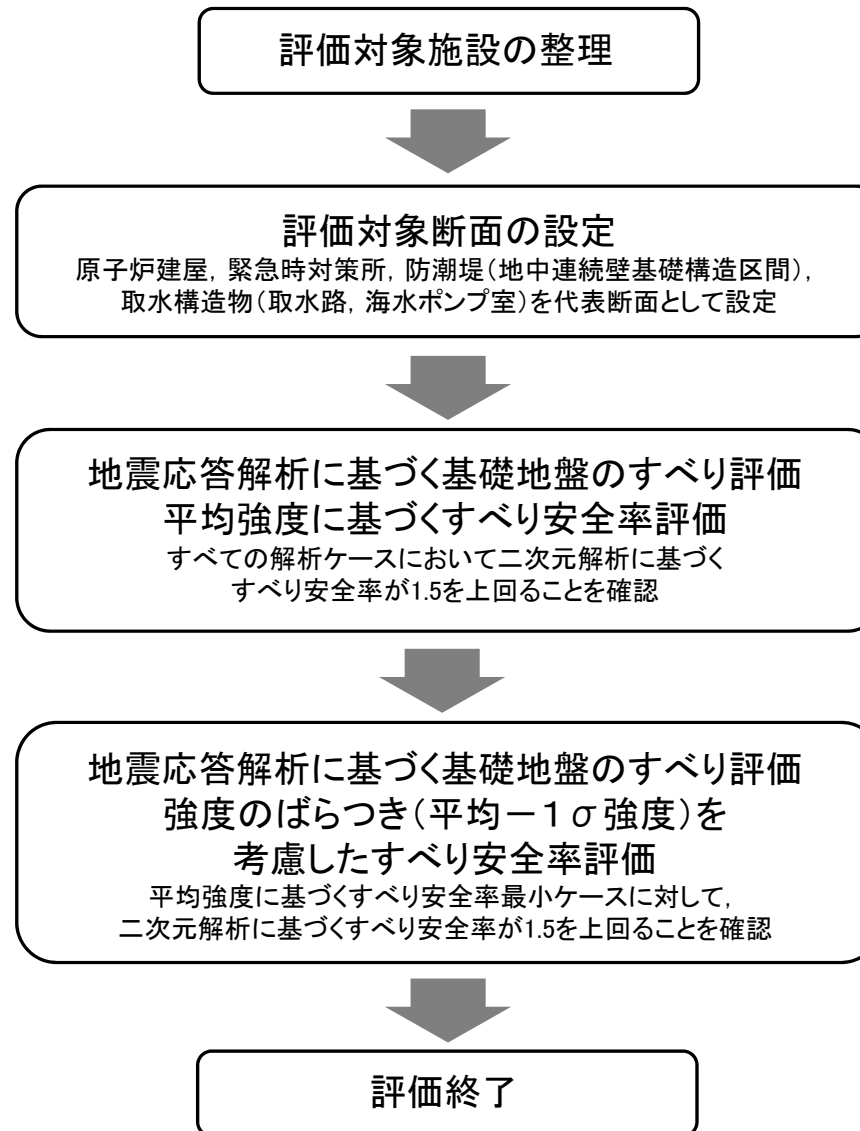 評価対象施設の整理
評価対象断面の設定
原子炉建屋，緊急時対策所，防潮堤（地中連続壁基礎構造区間），
取水構造物（取水路，海水ポンプ室）を代表断面として設定
地震応答解析に基づく基礎地盤のすべり評価
平均強度に基づくすべり安全率評価
すべての解析ケースにおいて二次元解析に基づく
すべり安全率が1.5を上回ることを確認
地震応答解析に基づく基礎地盤のすべり評価
強度のばらつき（平均－１σ強度）を
考慮したすべり安全率評価
平均強度に基づくすべり安全率最小ケースに対して，
二次元解析に基づくすべり安全率が1.5を上回ることを確認
評価終了